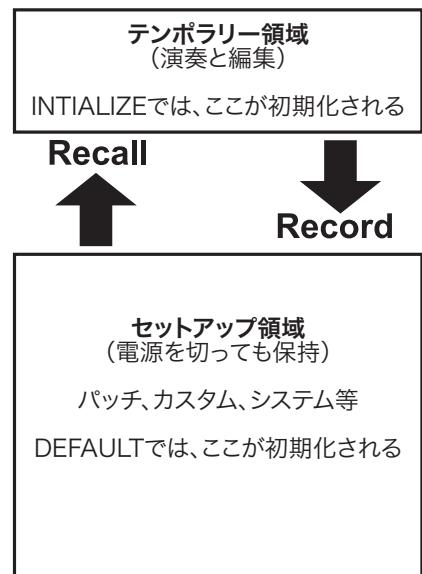 テンポラリー領域
（演奏と編集）
INTIALIZEでは、ここが初期化される
Recall
Record
セットアップ領域
（電源を切っても保持）
パッチ、カスタム、システム等
DEFAULTでは、ここが初期化される